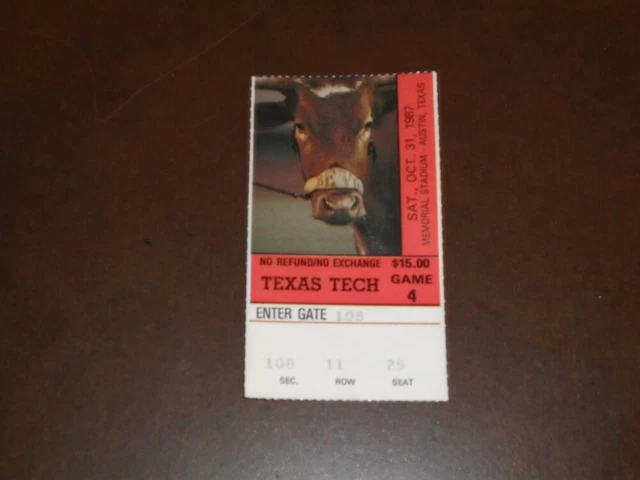 SAT., OCT. 31, 1987
MEMORIAL STADIUM - AUSTIN, TEXAS
NO REFUND/NO EXCHANGE $15.00
TEXAS TECH GAME
4
ENTER GATE 108
108 11 25
SEC. ROW SEAT